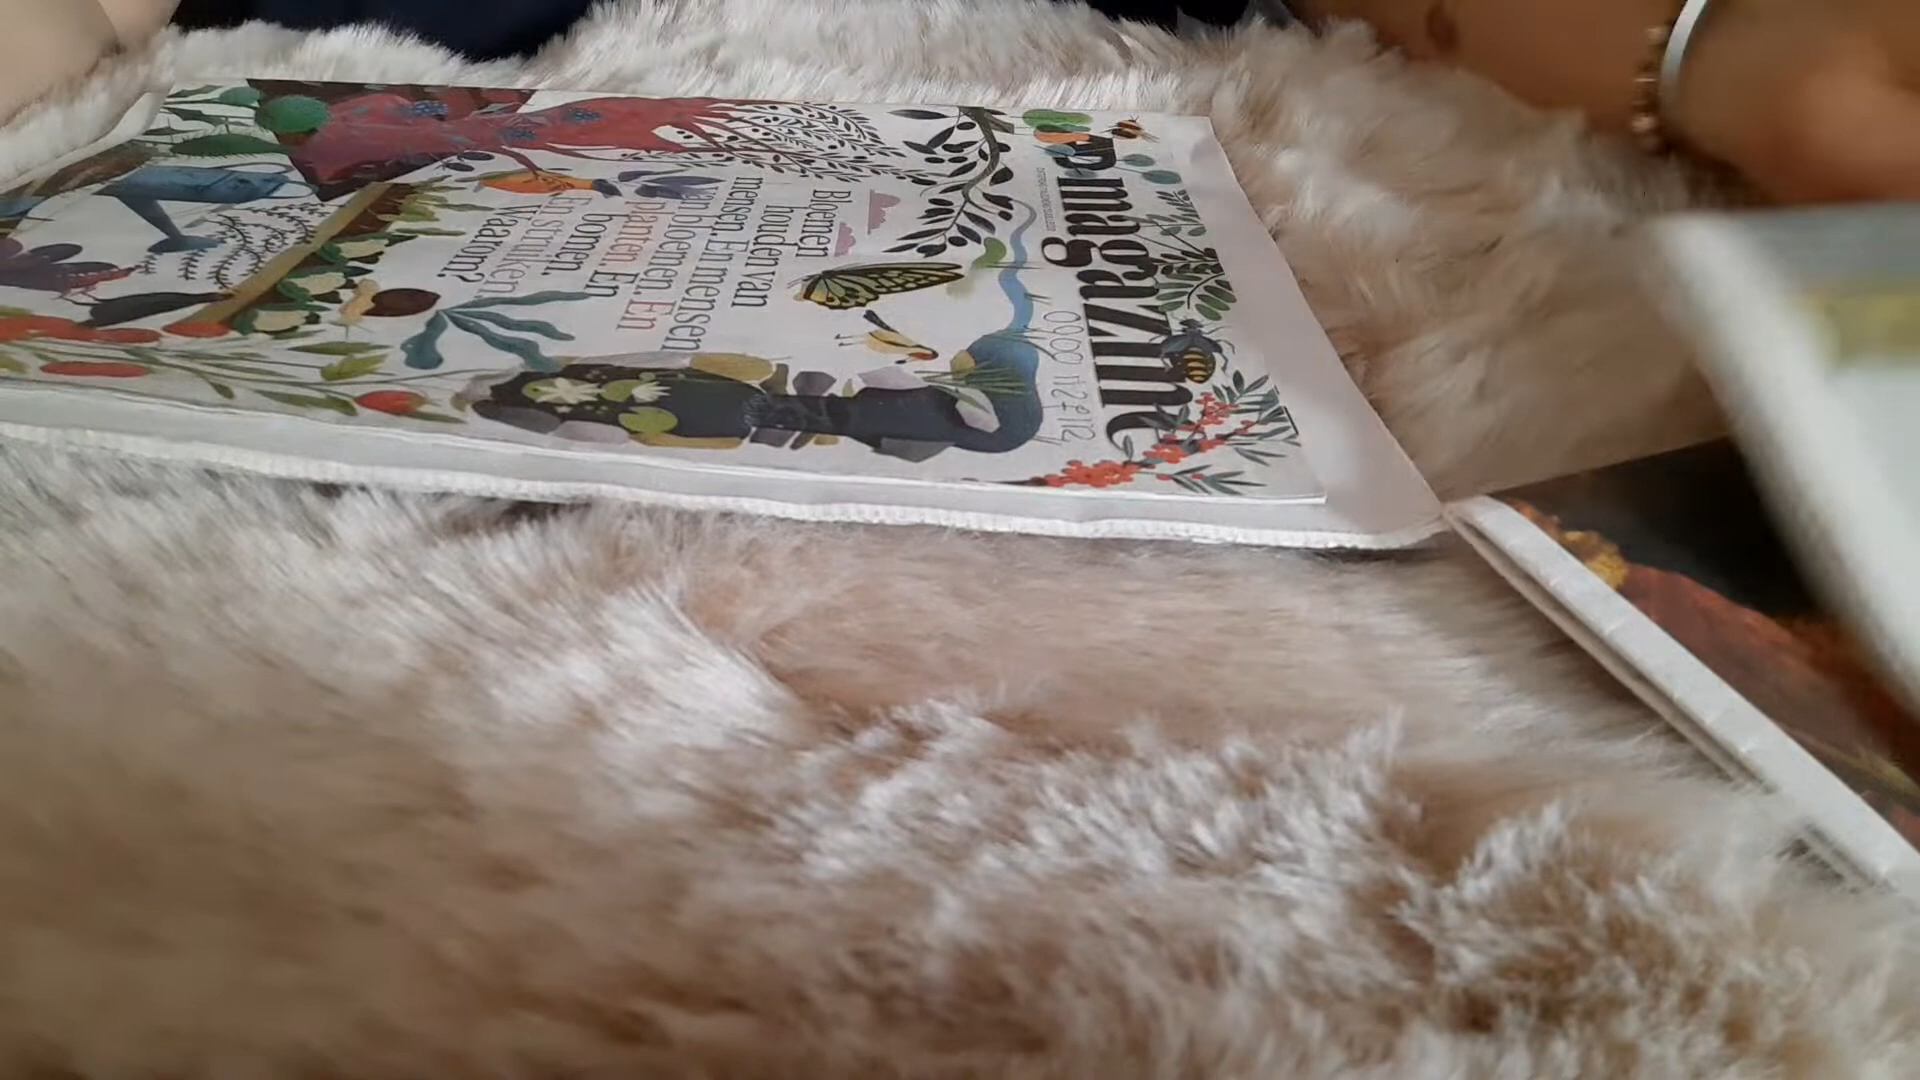 magazine
Bloemen
houden van
mensen. En mensen
van bloemen. En
planten. En
bomen.
En struiken.
Waarom?